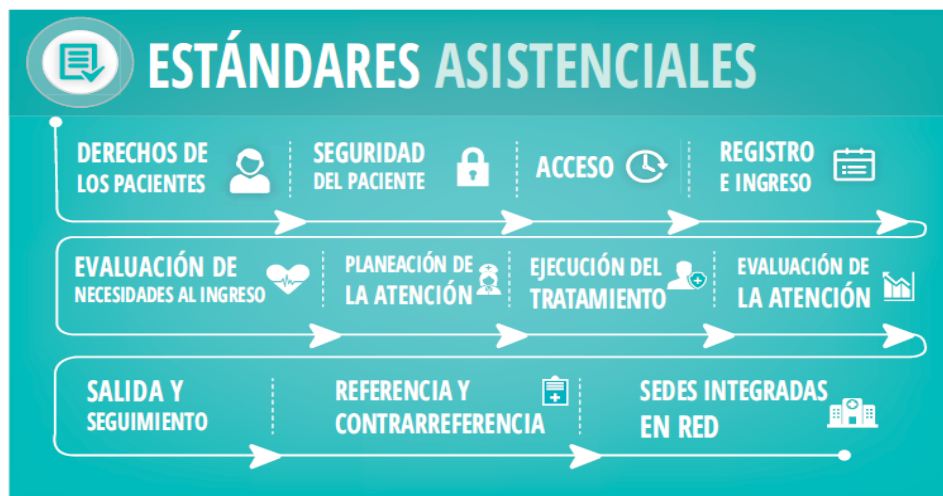 ESTÁNDARES ASISTENCIALES
DERECHOS DE
LOS PACIENTES
SEGURIDAD
DEL PACIENTE
ACCESO
REGISTRO
E INGRESO
EVALUACIÓN DE
NECESIDADES AL INGRESO
PLANEACIÓN DE
LA ATENCIÓN
EJECUCIÓN DEL
TRATAMIENTO
EVALUACIÓN DE
LA ATENCIÓN
SALIDA Y
SEGUIMIENTO
REFERENCIA Y
CONTRARREFERENCIA
SEDES INTEGRADAS
EN RED